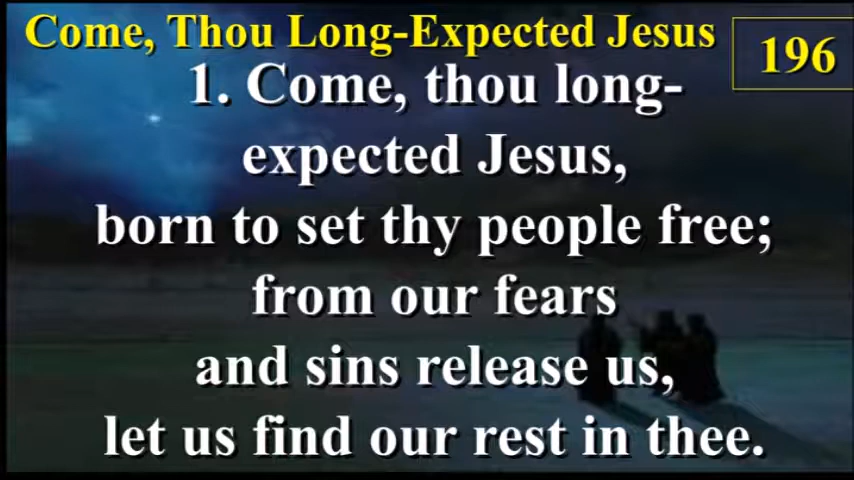 Come, Thou Long-Expected Jesus
196
1. Come, thou long-
expected Jesus,
born to set thy people free;
from our fears
and sins release us,
let us find our rest in thee.